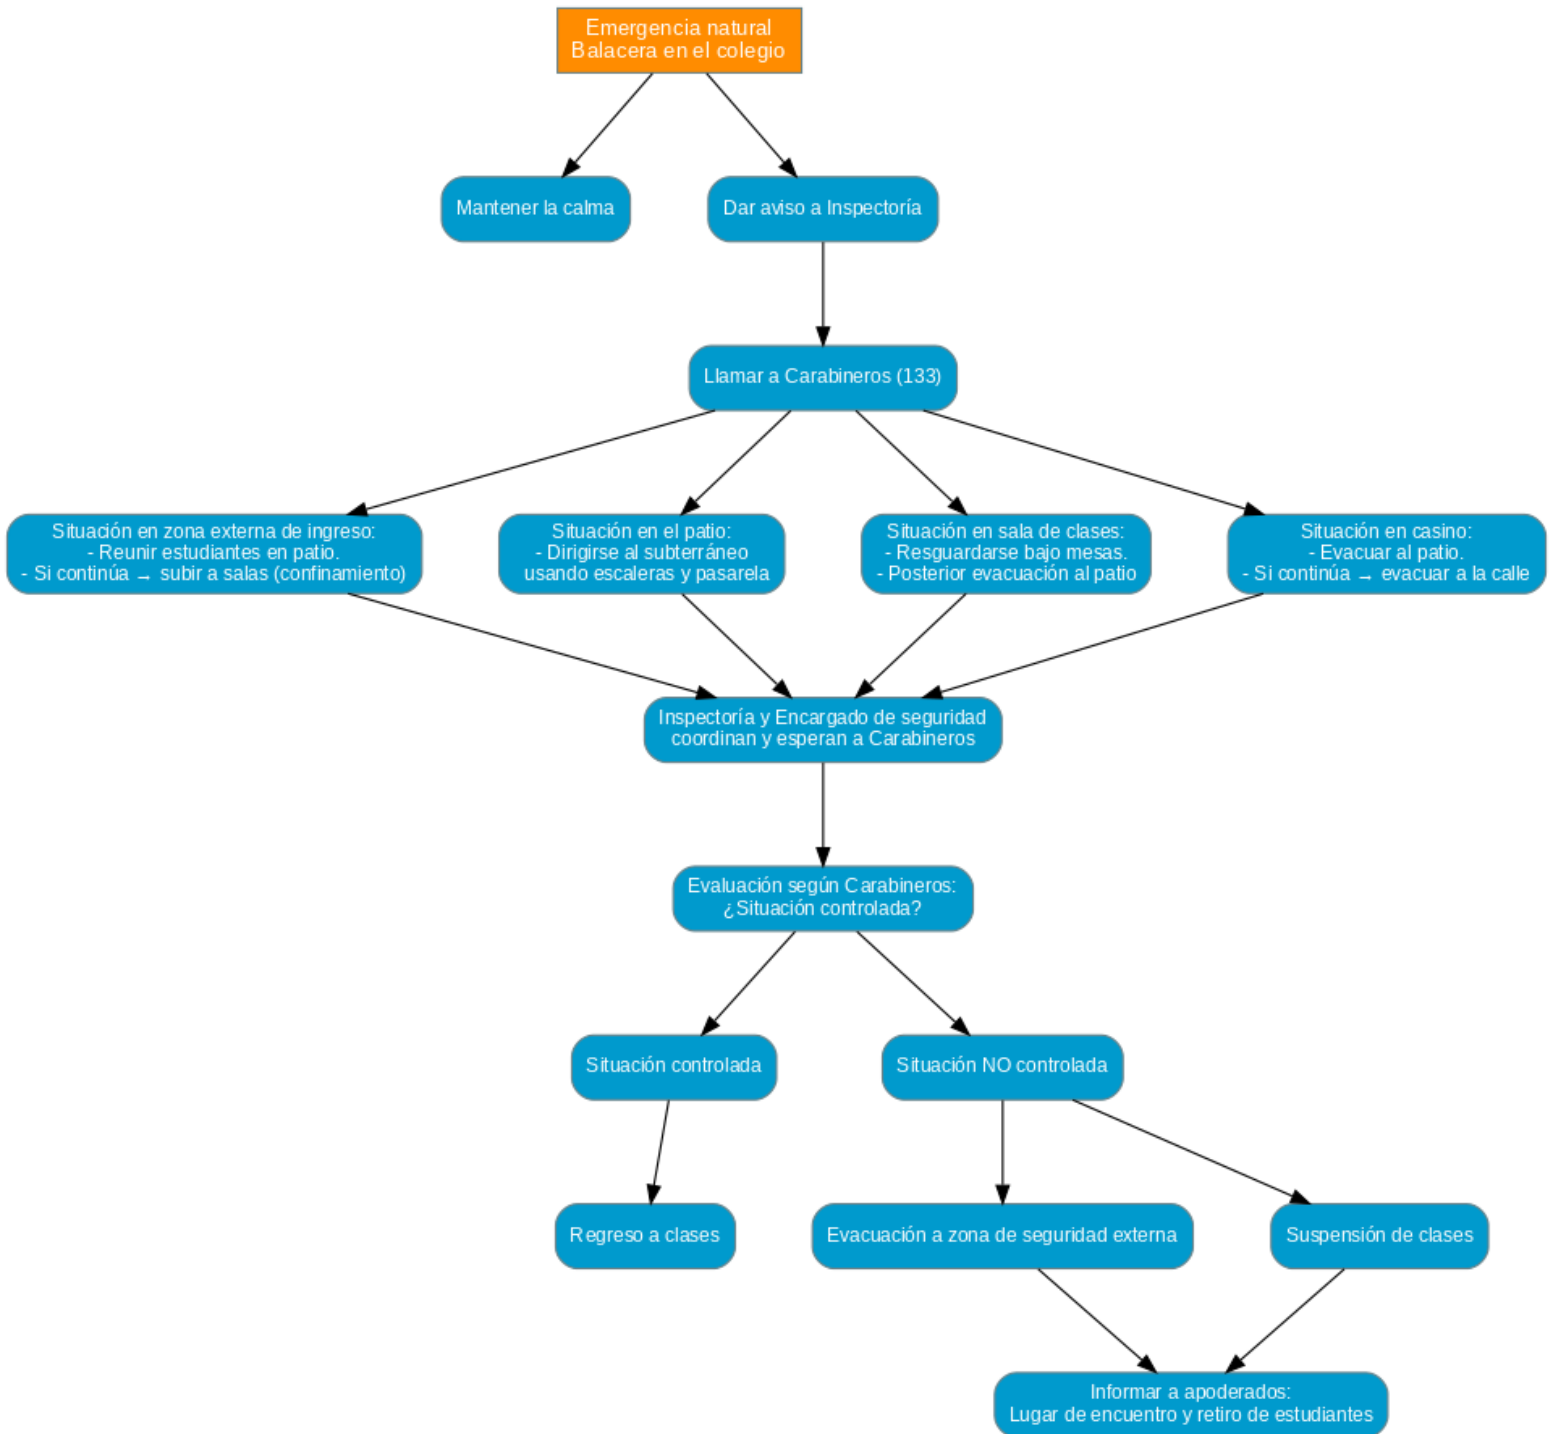 Emergencia natural
Balacera en el colegio
Mantener la calma
Dar aviso a Inspectoría
Llamar a Carabineros (133)
Situación en zona externa de ingreso:
- Reunir estudiantes en patio.
- Si continúa → subir a salas (confinamiento)
Situación en el patio:
- Dirigirse al subterráneo
usando escaleras y pasarela
Situación en sala de clases:
- Resguardarse bajo mesas.
- Posterior evacuación al patio
Situación en casino:
- Evacuar al patio.
- Si continúa → evacuar a la calle
Inspectoría y Encargado de seguridad
coordinan y esperan a Carabineros
Evaluación según Carabineros:
¿Situación controlada?
Situación controlada
Situación NO controlada
Regreso a clases
Evacuación a zona de seguridad externa
Suspensión de clases
Informar a apoderados:
Lugar de encuentro y retiro de estudiantes